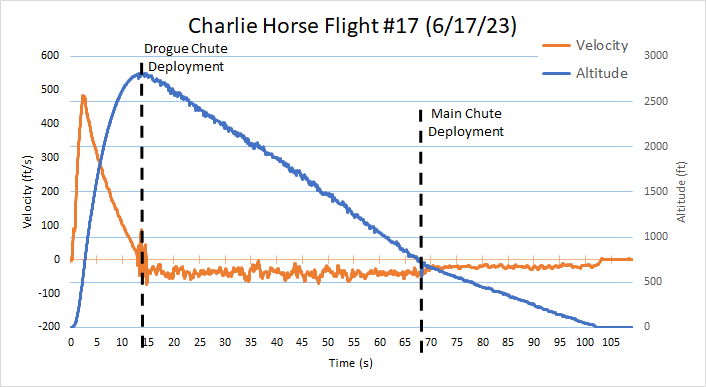 Charlie Horse Flight #17 (6/17/23)
Drogue Chute
Deployment
Velocity
Altitude
Main Chute
Deployment
Velocity (ft/s)
600
500
400
300
200
100
0
-100
-200
Altitude (ft)
3000
2500
2000
1500
1000
500
0
0 5 10 15 20 25 30 35 40 45 50 55 60 65 70 75 80 85 90 95 100 105
Time (s)